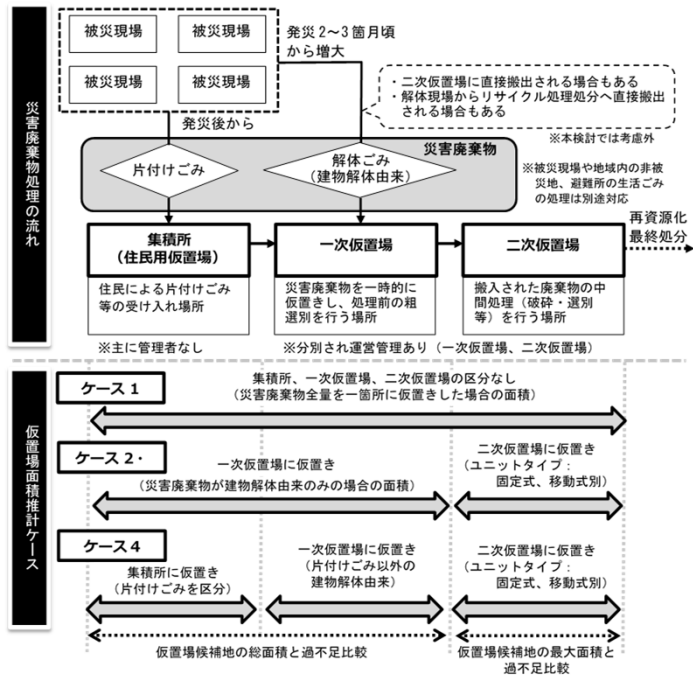 災害廃棄物処理の流れ
被災現場
被災現場
被災現場
被災現場
発災2～3箇月頃
から増大
発災後から
・二次仮置場に直接搬出される場合もある
・解体現場からリサイクル処理処分へ直接搬出
される場合もある
※本検討では考慮外
災害廃棄物
片付けごみ
解体ごみ
（建物解体由来）
※被災現場や地域内の非被
災地、避難所の生活ごみ
の処理は別途対応
集積所
（住民用仮置場）
住民による片付けごみ
等の受け入れ場所
※主に管理者なし
一次仮置場
災害廃棄物を一時的に
仮置きし、処理前の粗
選別を行う場所
二次仮置場
搬入された廃棄物の中
間処理（破砕・選別
等）を行う場所
※分別され運営管理あり（一次仮置場、二次仮置場）
再資源化
最終処分
仮置場面積推計ケース
ケース1
集積所、一次仮置場、二次仮置場の区分なし
（災害廃棄物全量を一箇所に仮置きした場合の面積）
ケース2・
一次仮置場に仮置き
（災害廃棄物が建物解体由来のみの場合の面積）
二次仮置場に仮置き
（ユニットタイプ：
固定式、移動式別）
ケース4
集積所に仮置き
（片付けごみを区分）
一次仮置場に仮置き
（片付けごみ以外の
建物解体由来）
二次仮置場に仮置き
（ユニットタイプ：
固定式、移動式別）
仮置場候補地の総面積と過不足比較
仮置場候補地の最大面積と
過不足比較